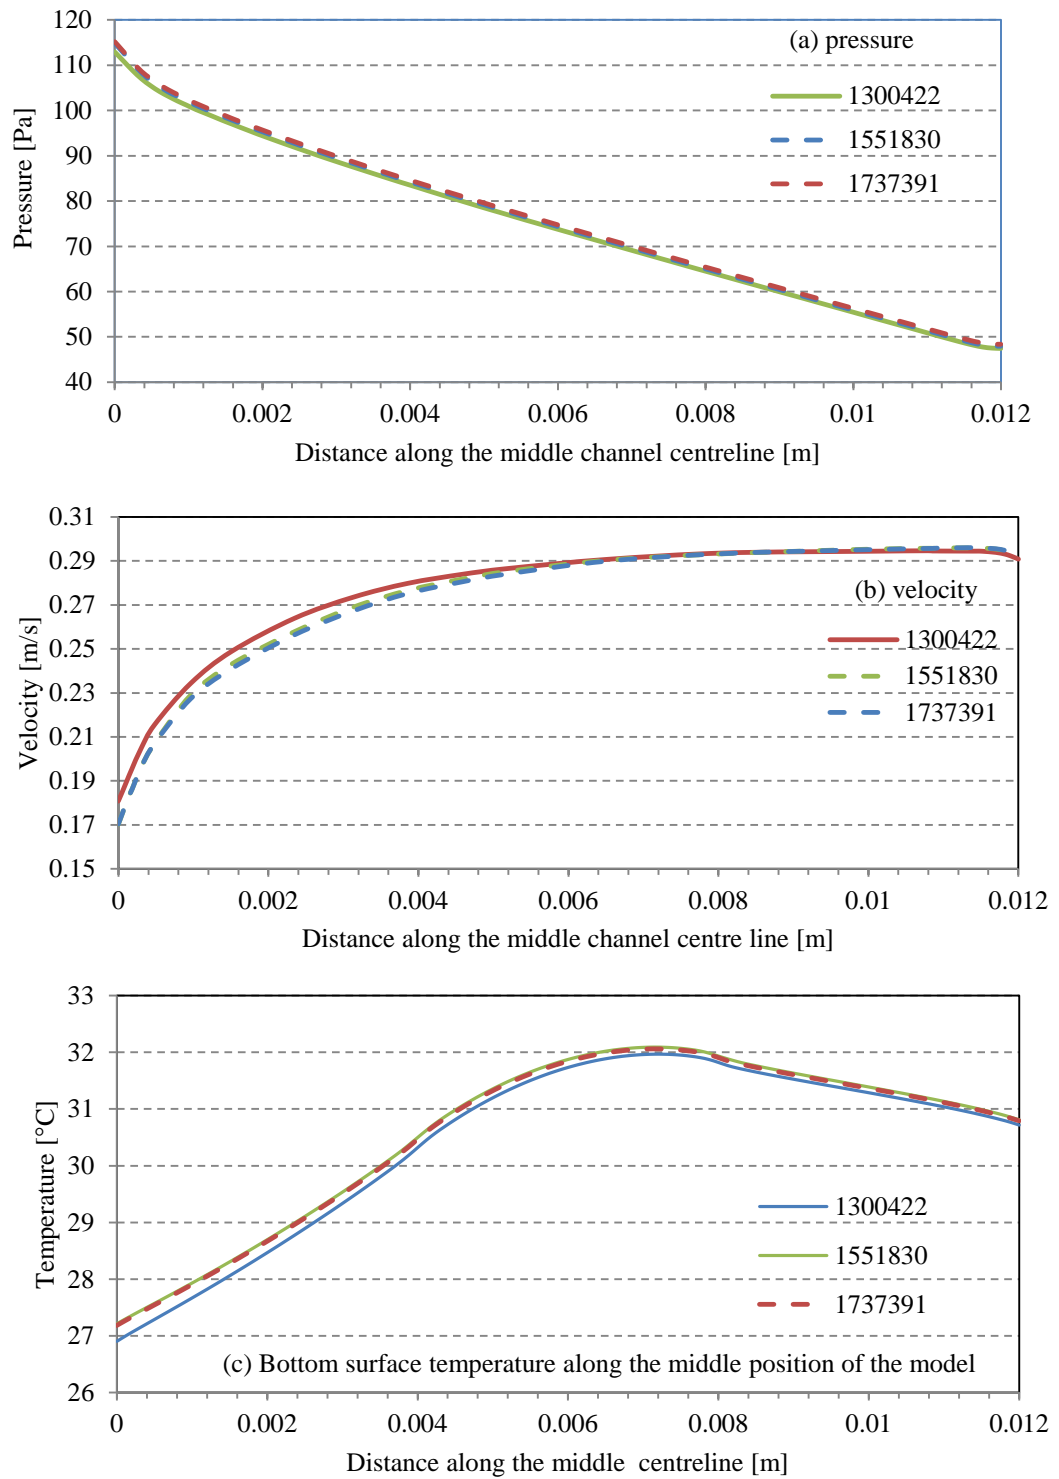 120
110
100
90
80
70
60
50
40
Pressure [Pa]
(a) pressure
1300422
1551830
1737391
0 0.002 0.004 0.006 0.008 0.01 0.012
Distance along the middle channel centreline [m]
0.31
0.29
0.27
0.25
0.23
0.21
0.19
0.17
0.15
Velocity [m/s]
(b) velocity
1300422
1551830
1737391
0 0.002 0.004 0.006 0.008 0.01 0.012
Distance along the middle channel centre line [m]
33
32
31
30
29
28
27
26
Temperature [°C]
1300422
1551830
1737391
(c) Bottom surface temperature along the middle position of the model
0 0.002 0.004 0.006 0.008 0.01 0.012
Distance along the middle centreline [m]